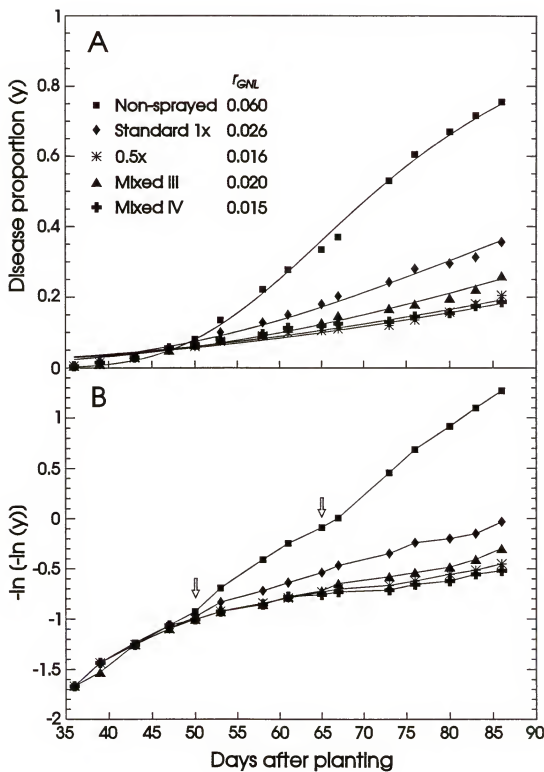 A
r_GNL
Non-sprayed 0.060
Standard 1x 0.026
0.5x 0.016
Mixed III 0.020
Mixed IV 0.015
Disease proportion (y)
1
0.8
0.6
0.4
0.2
0
B
-ln (-ln (y))
1
0.5
0
-0.5
-1
-1.5
-2
35 40 45 50 55 60 65 70 75 80 85 90
Days after planting